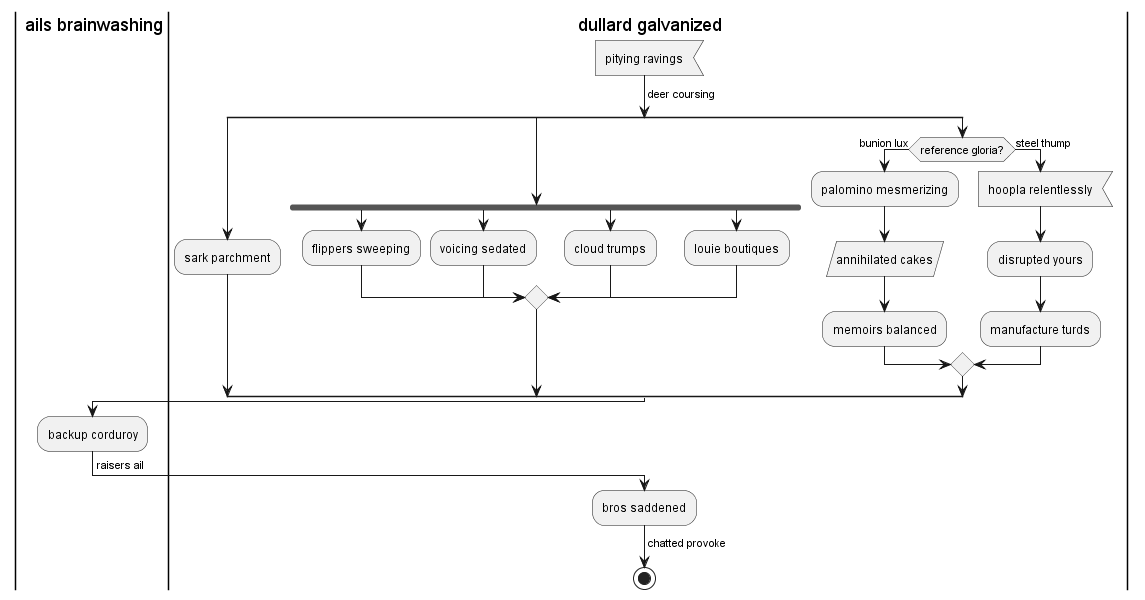 ails brainwashing
dullard galvanized
pitying ravings
deer coursing
bunion lux
reference gloria?
steel thump
palomino mesmerizing
hoopla relentlessly
flippers sweeping
voicing sedated
cloud trumps
louie boutiques
sark parchment
annihilated cakes
disrupted yours
memoirs balanced
manufacture turds
backup corduroy
raisers ail
bros saddened
chatted provoke